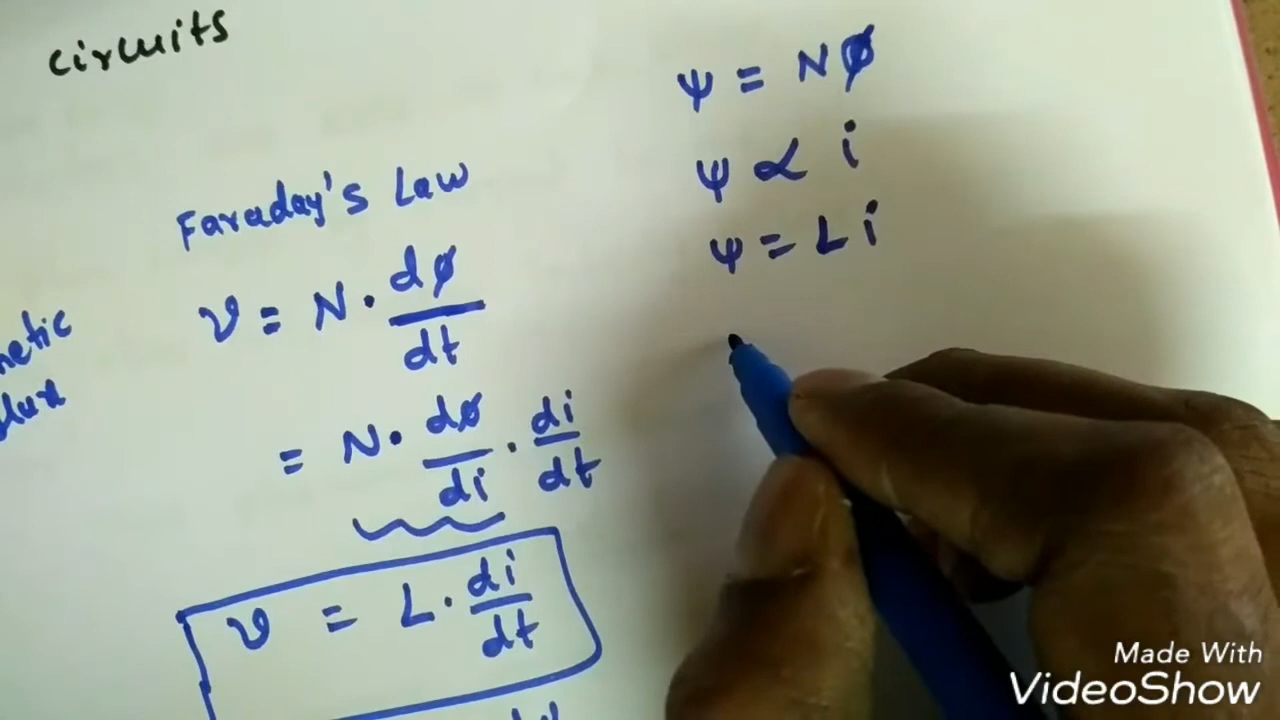 circuits
Faraday's Law
v = N · dϕ/dt
= N · dϕ/di · di/dt
v = L · di/dt
ψ = Nϕ
ψ ∝ i
ψ = Li
Made With
VideoShow